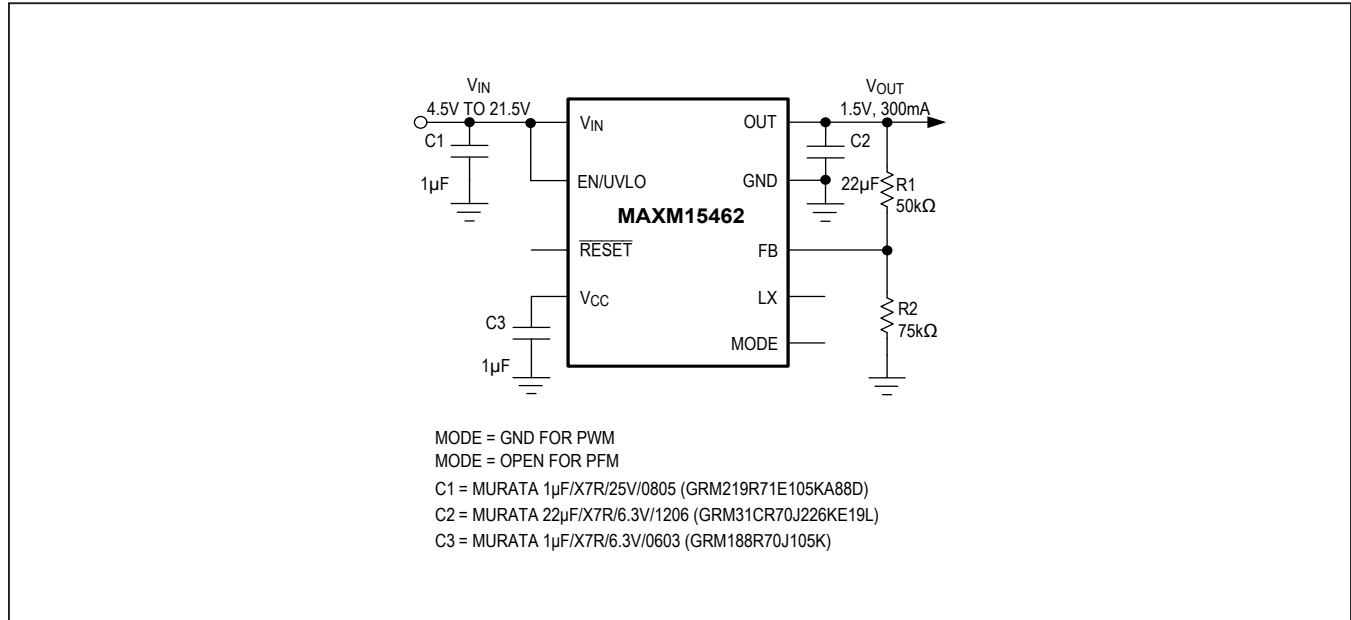 VIN
4.5V TO 21.5V
C1
1µF
VIN
EN/UVLO
RESET
VCC
C3
1µF
MAXM15462
OUT
GND
FB
LX
MODE
VOUT
1.5V, 300mA
C2
22µF
R1
50kΩ
R2
75kΩ
MODE = GND FOR PWM
MODE = OPEN FOR PFM
C1 = MURATA 1µF/X7R/25V/0805 (GRM219R71E105KA88D)
C2 = MURATA 22µF/X7R/6.3V/1206 (GRM31CR70J226KE19L)
C3 = MURATA 1µF/X7R/6.3V/0603 (GRM188R70J105K)